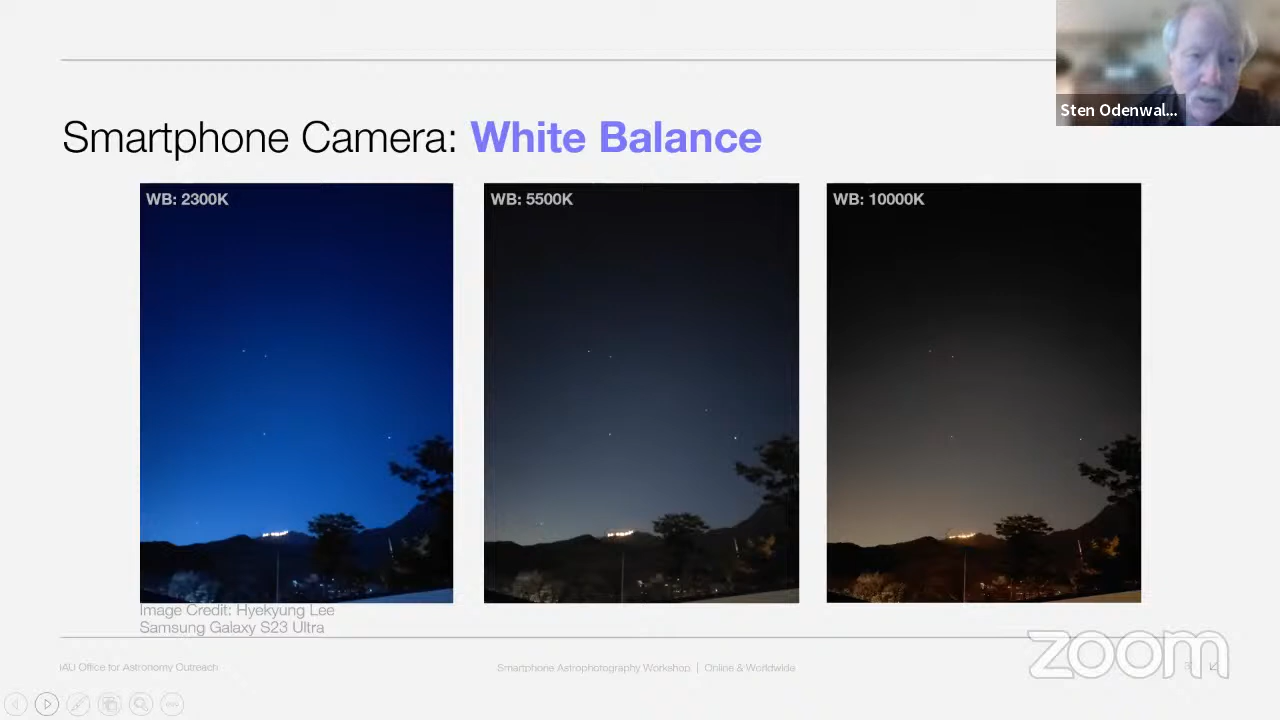 Sten Odenwal...
Smartphone Camera: White Balance
WB: 2300K
WB: 5500K
WB: 10000K
Image Credit: Hyekyung Lee
Samsung Galaxy S23 Ultra
IAU Office for Astronomy Outreach
Smartphone Astrophotography Workshop | Online & Worldwide
zoom